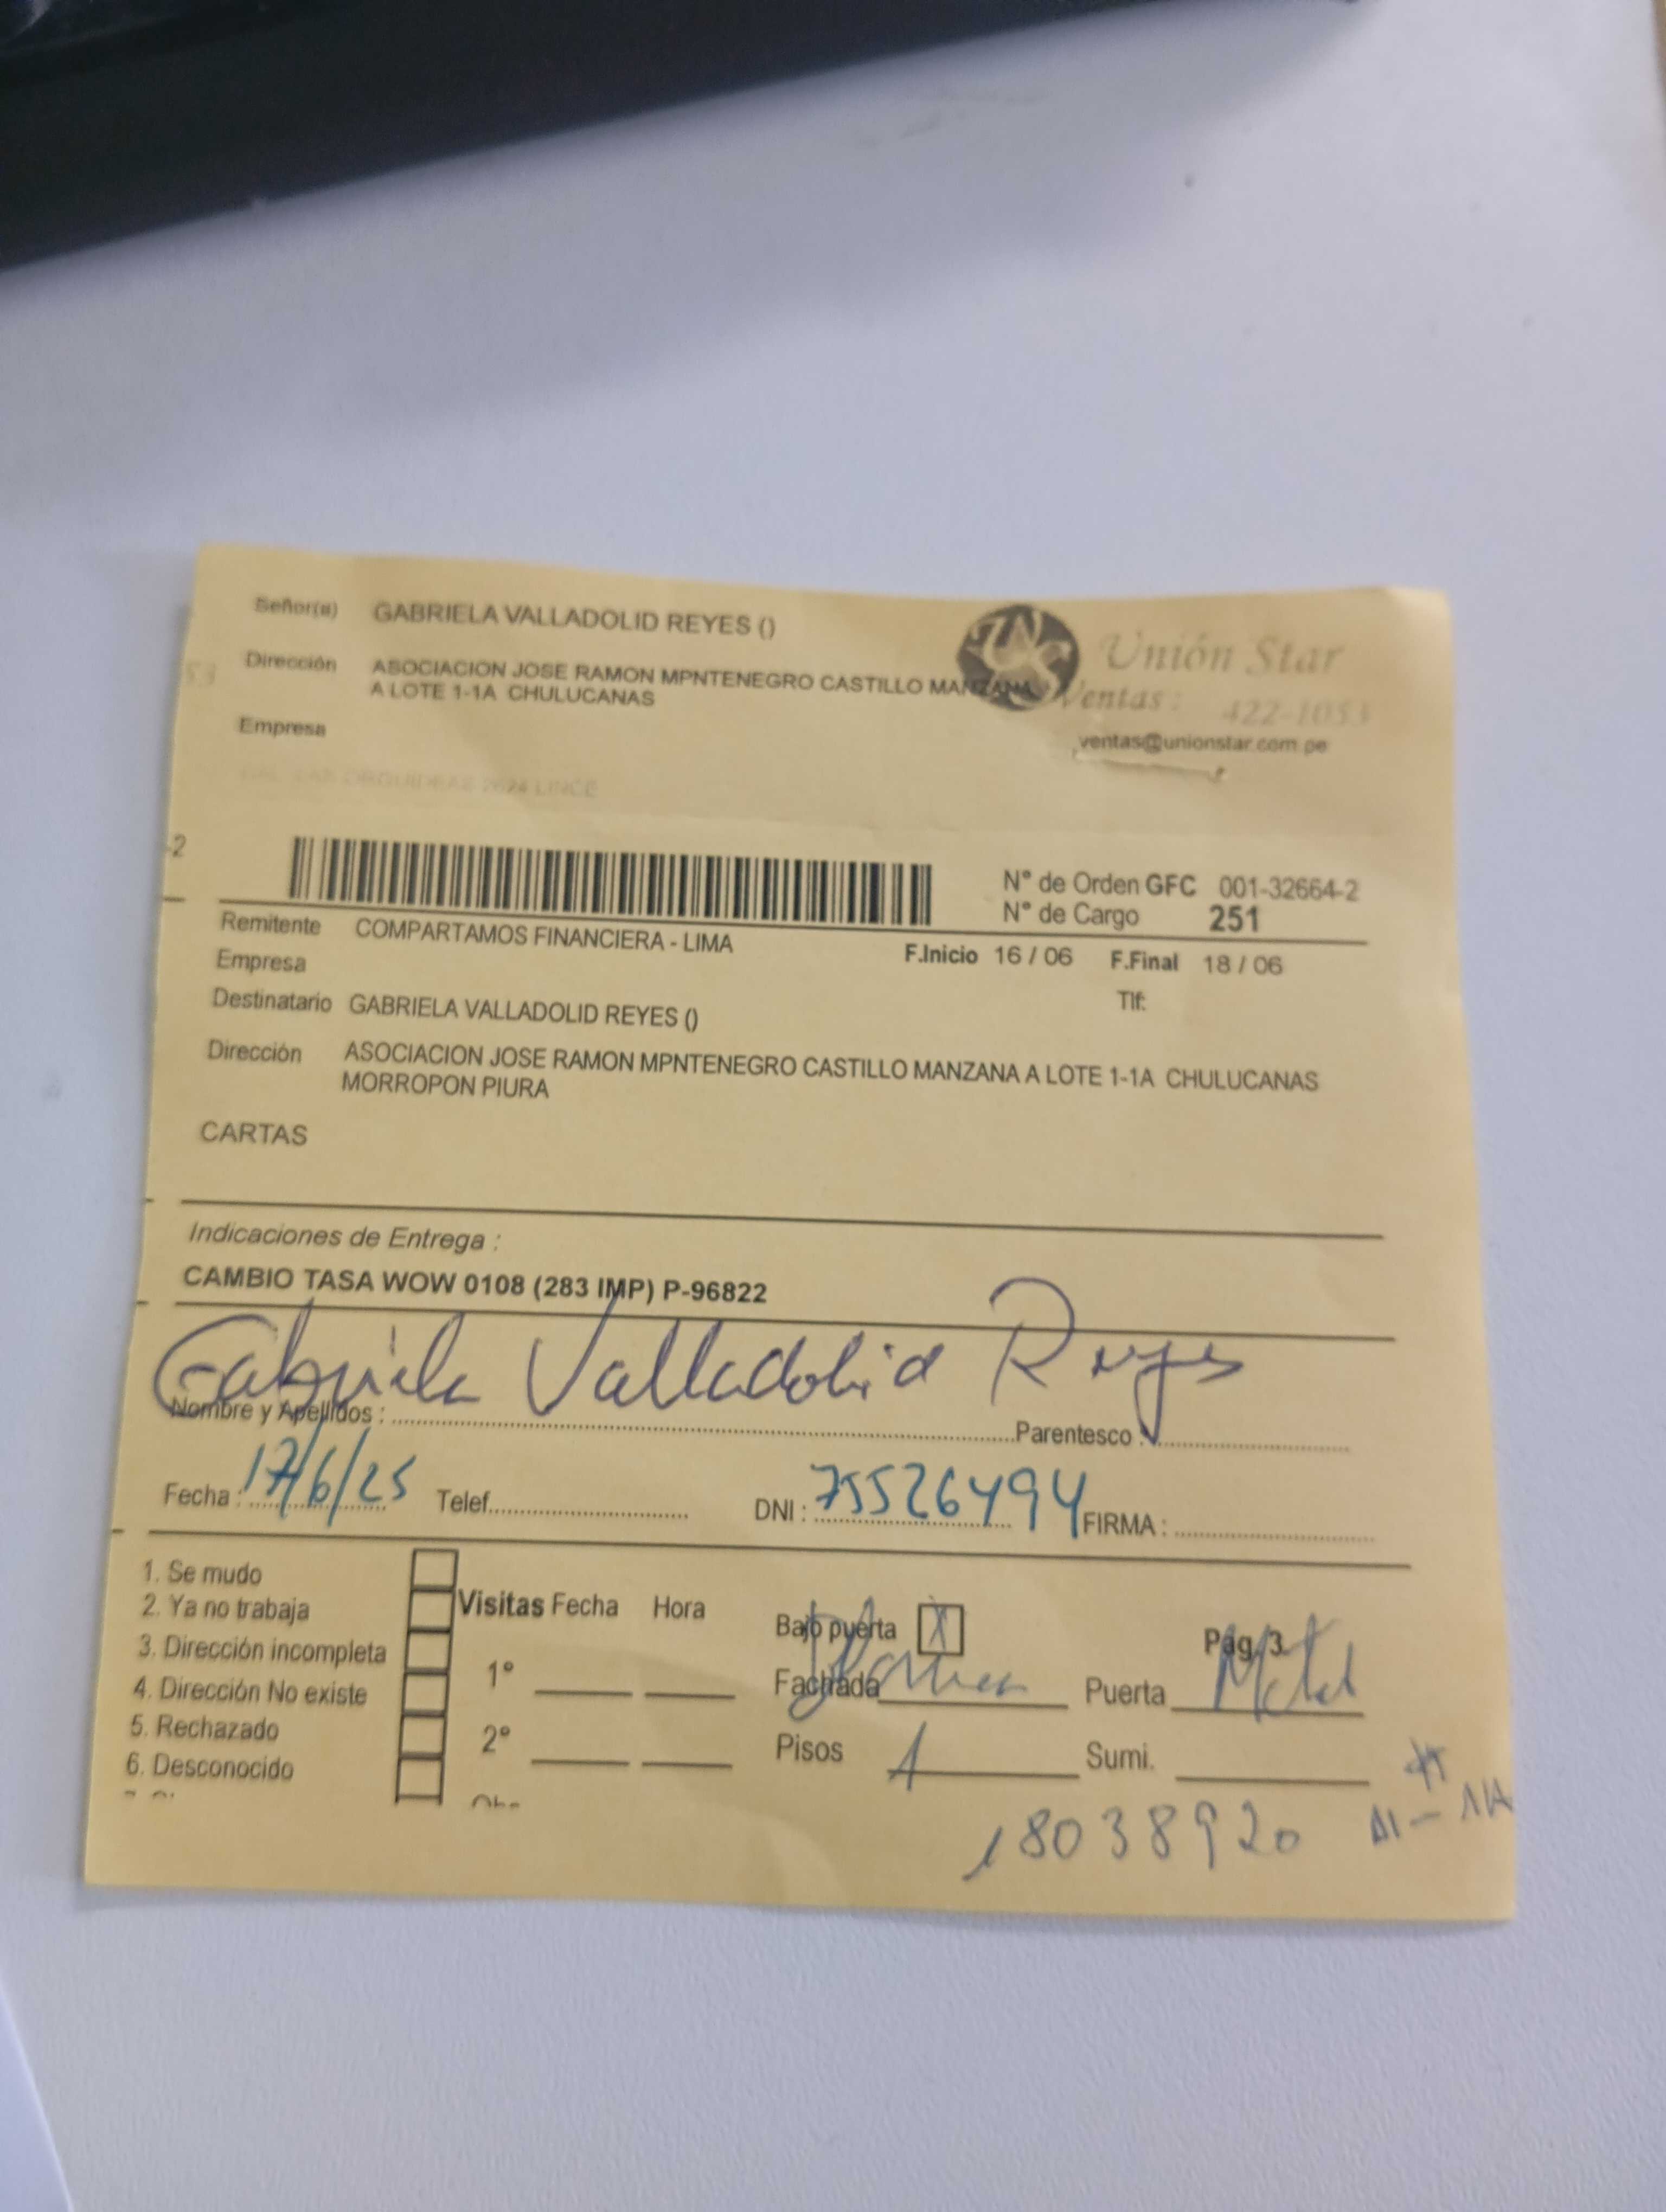 Señor(a) GABRIELA VALLADOLID REYES ()
Dirección ASOCIACION JOSE RAMON MPNTENEGRO CASTILLO MANZANA
A LOTE 1-1A CHULUCANAS
Empresa
Unión Star
Ventas: 422-1053
ventas@unionstar.com.pe
53
2624 LINCE
-2
N° de Orden GFC 001-32664-2
N° de Cargo 251
Remitente COMPARTAMOS FINANCIERA - LIMA
F.Inicio 16 / 06 F.Final 18 / 06
Empresa
Destinatario GABRIELA VALLADOLID REYES ()
Tlf:
Dirección ASOCIACION JOSE RAMON MPNTENEGRO CASTILLO MANZANA A LOTE 1-1A CHULUCANAS
MORROPON PIURA
CARTAS
Indicaciones de Entrega :
CAMBIO TASA WOW 0108 (283 IMP) P-96822
Gabriela Valladolid Reyes
Nombre y Apellidos : Parentesco :
Fecha : 17/6/25 Telef. DNI : 75526494 FIRMA :
1. Se mudo
2. Ya no trabaja
3. Dirección incompleta
4. Dirección No existe
5. Rechazado
6. Desconocido
Visitas Fecha Hora
1°
2°
Bajo puerta X
Pág. 3
Fachada Puerta Metal
Pisos 1 Sumi.
18038920